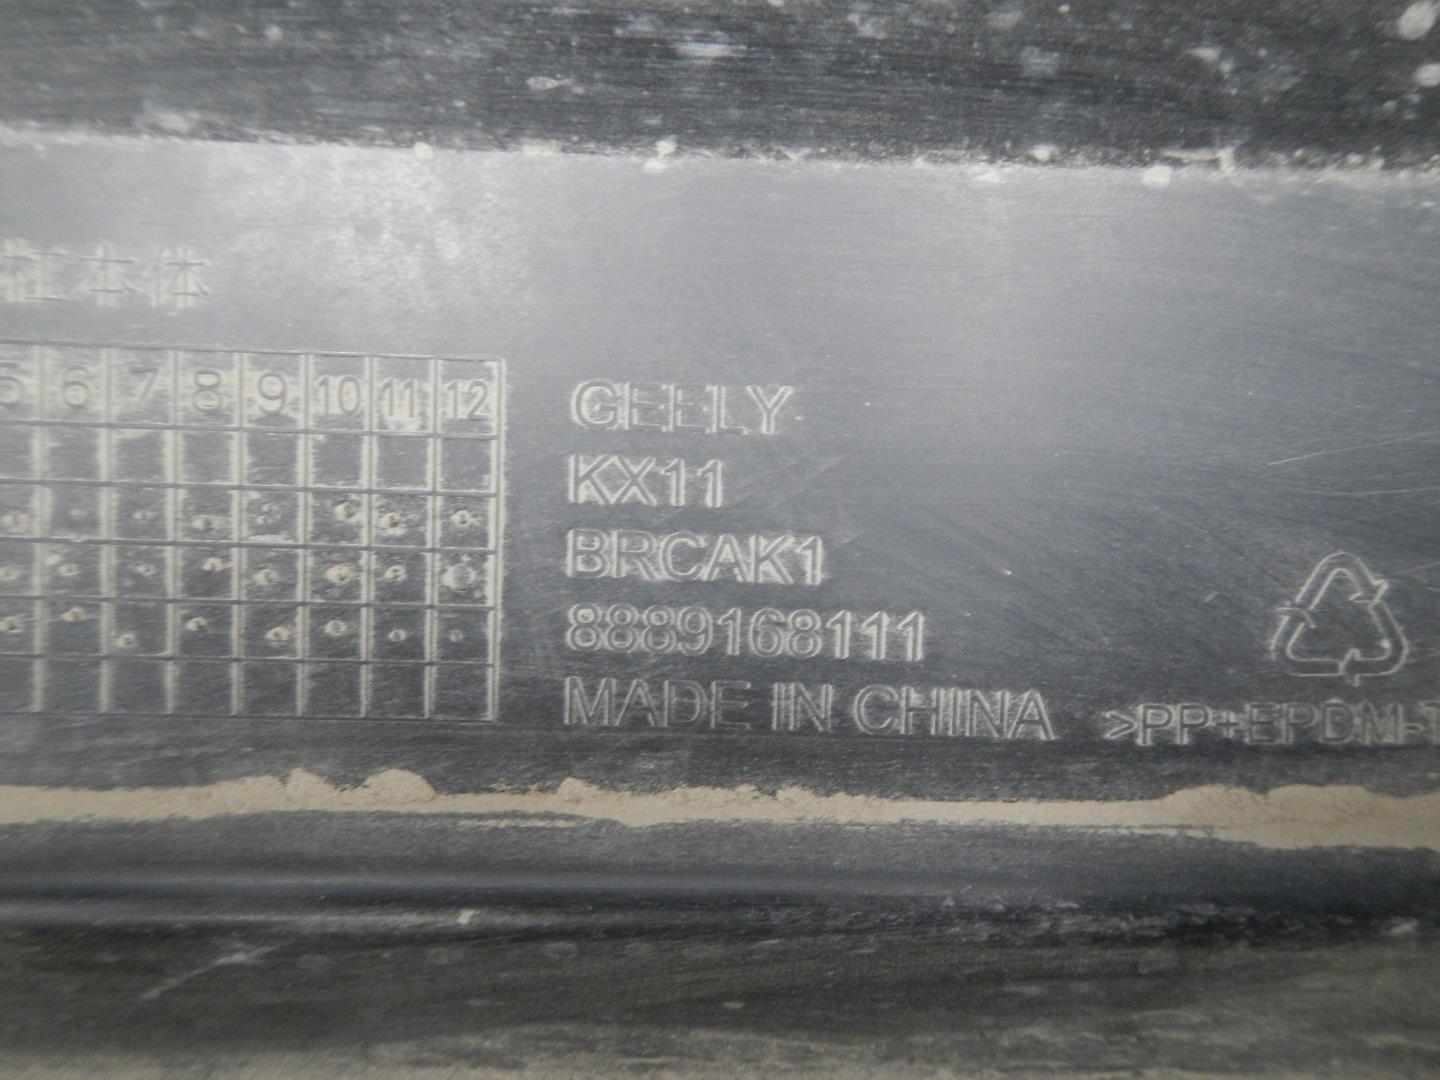 本体
5 6 7 8 9 10 11 12
GEELY
KX11
BRCAK1
8889168111
MADE IN CHINA
>PP+EPDM-T